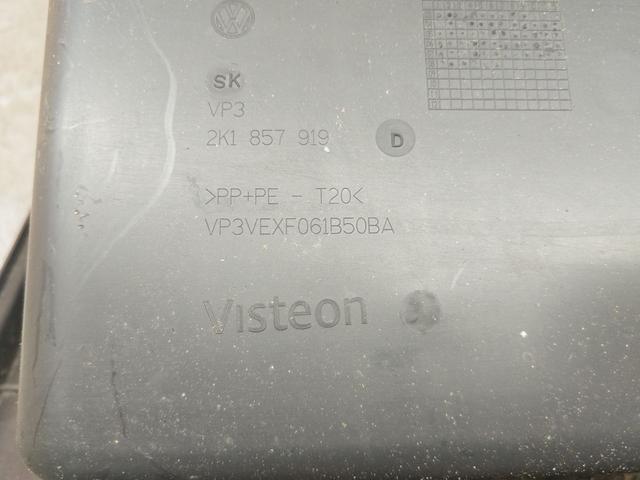 SK
VP3
2K1 857 919
D
>PP+PE - T20<
VP3VEXF061B50BA
Visteon